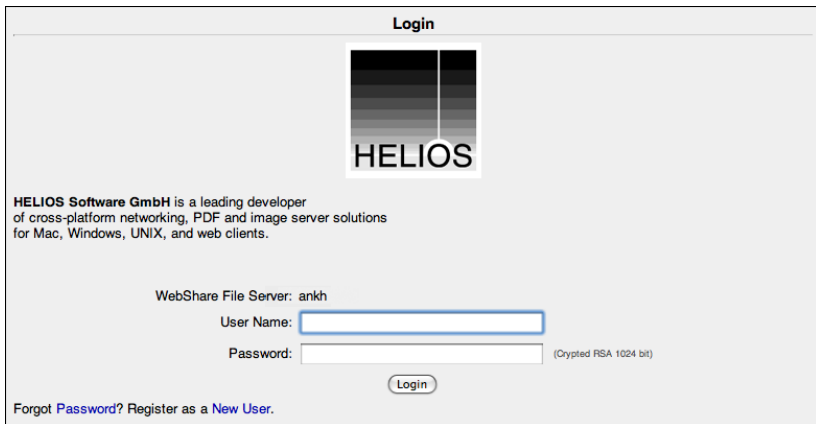 Login
HELIOS
HELIOS Software GmbH is a leading developer
of cross-platform networking, PDF and image server solutions
for Mac, Windows, UNIX, and web clients.
WebShare File Server: ankh
User Name:
Password: (Crypted RSA 1024 bit)
Login
Forgot Password? Register as a New User.